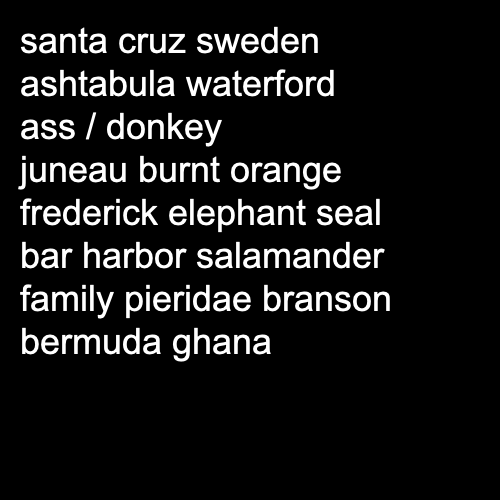 santa cruz sweden
ashtabula waterford
ass / donkey
juneau burnt orange
frederick elephant seal
bar harbor salamander
family pieridae branson
bermuda ghana